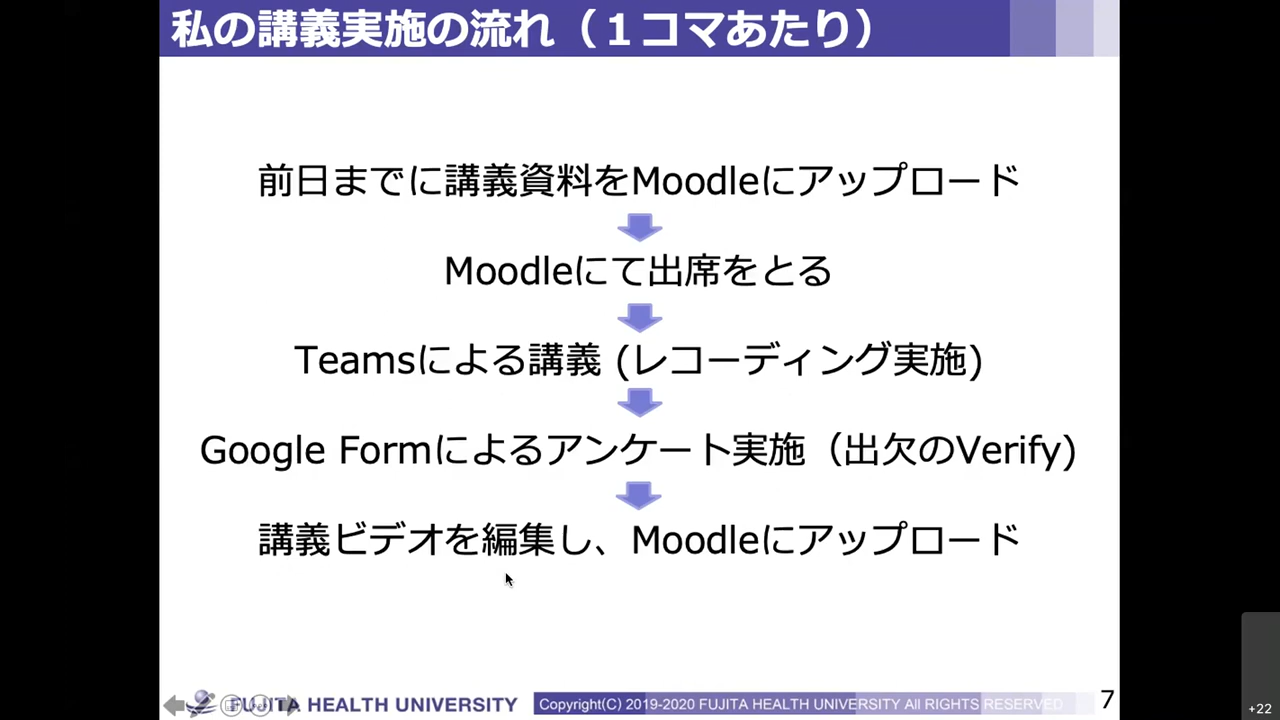 私の講義実施の流れ（１コマあたり）
前日までに講義資料をMoodleにアップロード
Moodleにて出席をとる
Teamsによる講義 (レコーディング実施)
Google Formによるアンケート実施（出欠のVerify)
講義ビデオを編集し、Moodleにアップロード
FUJITA HEALTH UNIVERSITY
Copyright(C) 2019-2020 FUJITA HEALTH UNIVERSITY All RIGHTS RESERVED
7
+22